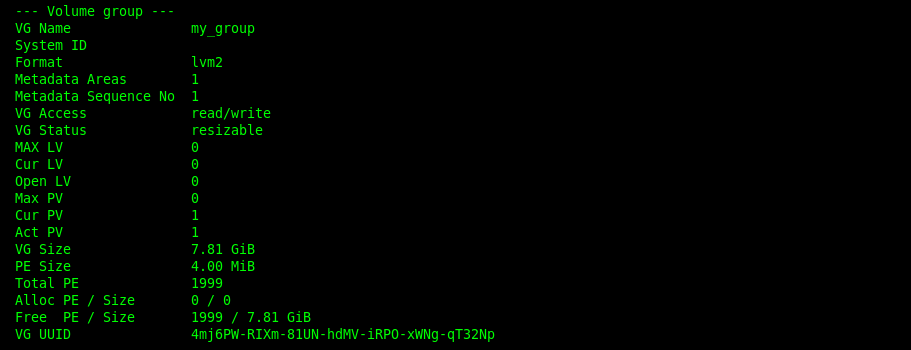 --- Volume group ---
VG Name               my_group
System ID
Format                lvm2
Metadata Areas        1
Metadata Sequence No  1
VG Access             read/write
VG Status             resizable
MAX LV                0
Cur LV                0
Open LV               0
Max PV                0
Cur PV                1
Act PV                1
VG Size               7.81 GiB
PE Size               4.00 MiB
Total PE              1999
Alloc PE / Size       0 / 0
Free  PE / Size       1999 / 7.81 GiB
VG UUID               4mj6PW-RIXm-81UN-hdMV-iRPO-xWNg-qT32Np